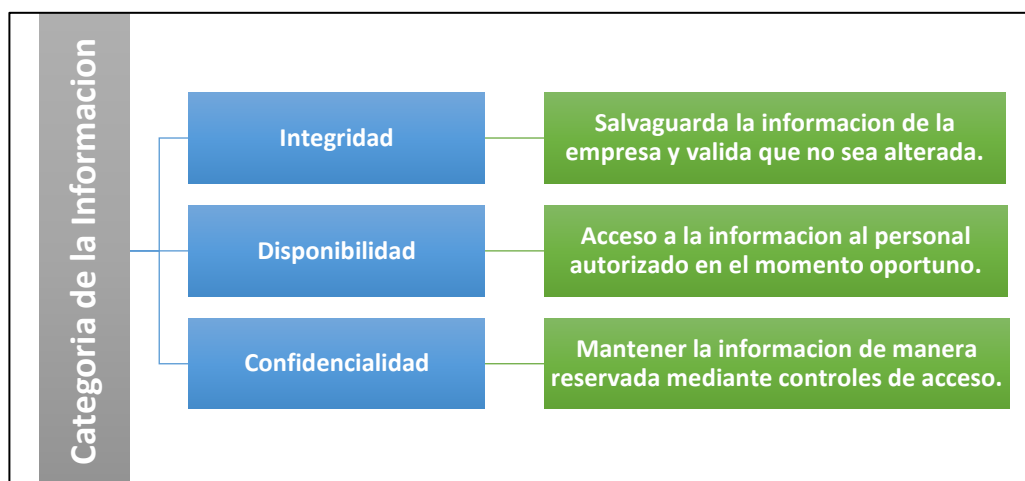 Categoria de la Informacion
Integridad
Salvaguarda la informacion de la
empresa y valida que no sea alterada.
Disponibilidad
Acceso a la informacion al personal
autorizado en el momento oportuno.
Confidencialidad
Mantener la informacion de manera
reservada mediante controles de acceso.